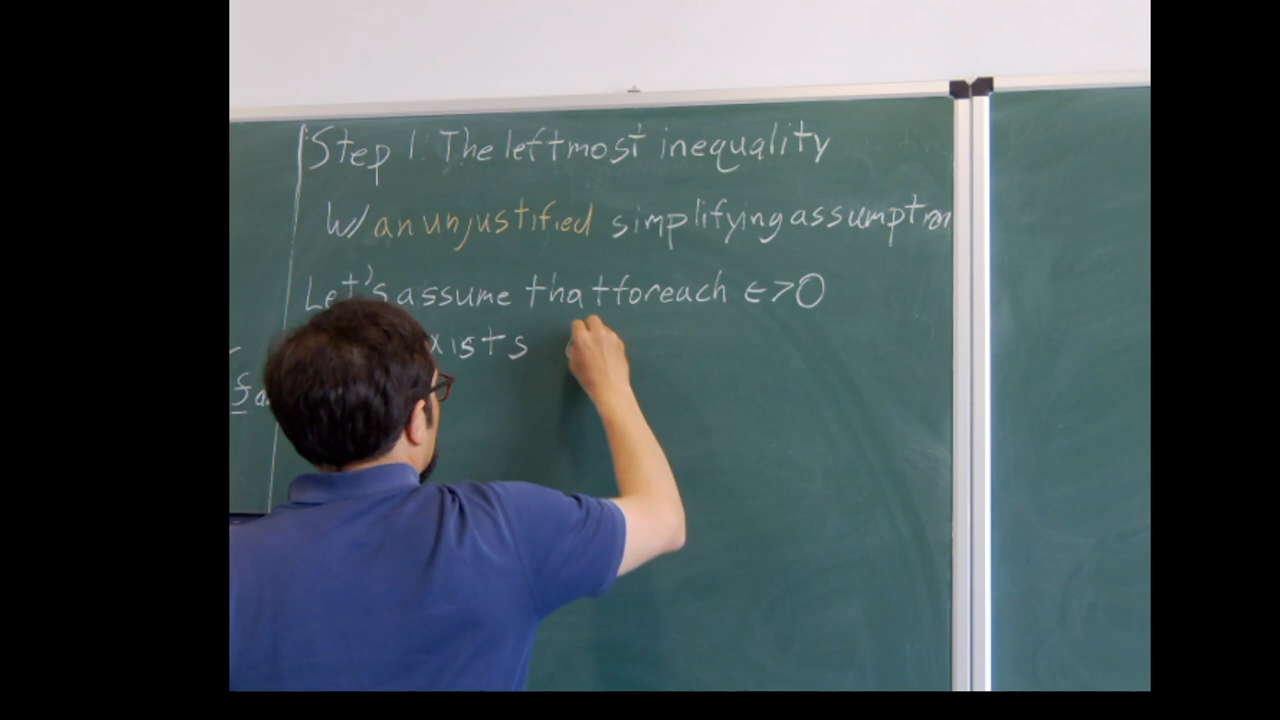 Step 1: The leftmost inequality
W/ an unjustified simplifying assumption
Let's assume that for each ϵ>0
xists